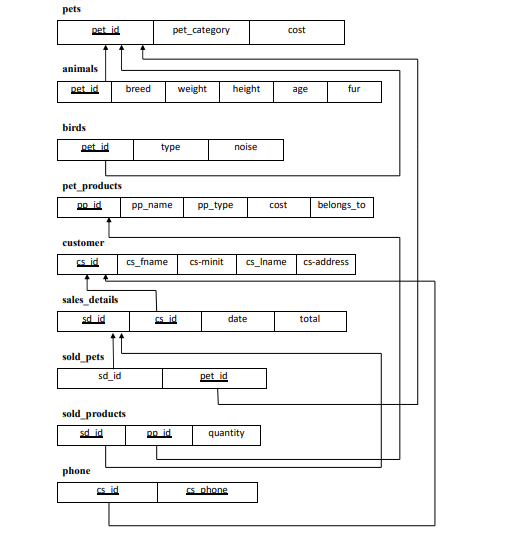 pets
pet_id pet_category cost
animals
pet_id breed weight height age fur
birds
pet_id type noise
pet_products
pp_id pp_name pp_type cost belongs_to
customer
cs_id cs_fname cs-minit cs_lname cs-address
sales_details
sd_id cs_id date total
sold_pets
sd_id pet_id
sold_products
sd_id pp_id quantity
phone
cs_id cs_phone